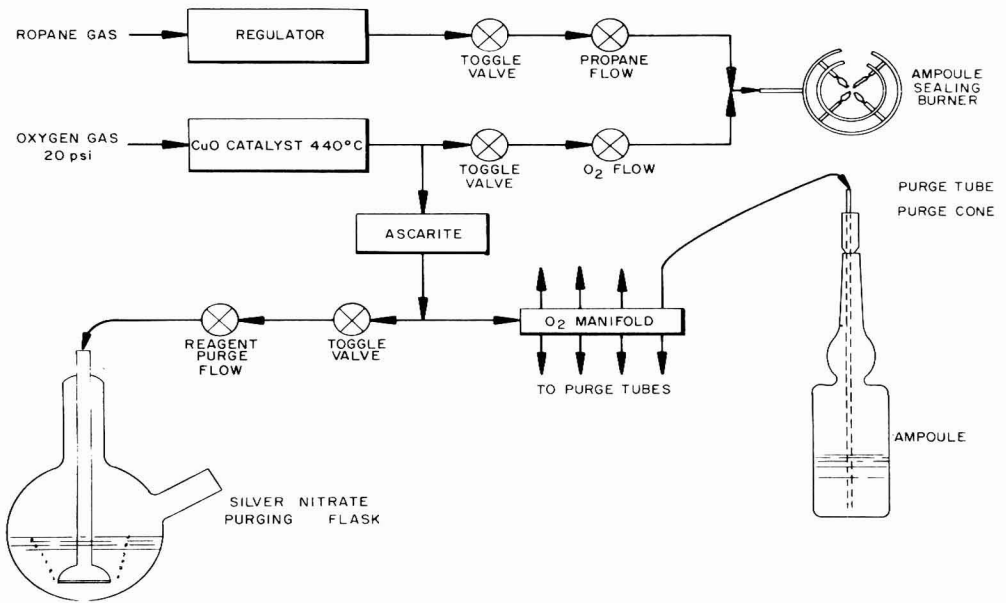 ROPANE GAS
REGULATOR
TOGGLE
VALVE
PROPANE
FLOW
AMPOULE
SEALING
BURNER
OXYGEN GAS
20 psi
CuO CATALYST 440°C
TOGGLE
VALVE
O2 FLOW
ASCARITE
PURGE TUBE
PURGE CONE
REAGENT
PURGE
FLOW
TOGGLE
VALVE
O2 MANIFOLD
TO PURGE TUBES
AMPOULE
SILVER NITRATE
PURGING FLASK